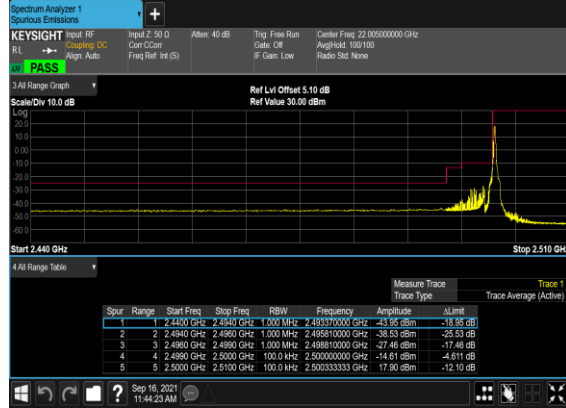 Spectrum Analyzer 1
Spurious Emissions
KEYSIGHT Input: RF Input Z: 50 Ω Atten: 40 dB Trig: Free Run Center Freq: 22.005000000 GHz
RL Coupling: DC Corr CCorr Gate: Off Avg|Hold: 100/100
Align: Auto Freq Ref: Int (S) IF Gain: Low Radio Std: None
PASS
3 All Range Graph
Ref Lvl Offset 5.10 dB
Scale/Div 10.0 dB Ref Value 30.00 dBm
Log
20.0
10.0
0.00
-10.0
-20.0
-30.0
-40.0
-50.0
-60.0
Start 2.440 GHz Stop 2.510 GHz
4 All Range Table
Measure Trace Trace 1
Trace Type Trace Average (Active)
Spur Range Start Freq Stop Freq RBW Frequency Amplitude ΔLimit
1 1 2.4400 GHz 2.4940 GHz 1.000 MHz 2.493370000 GHz -43.95 dBm -18.95 dB
2 2 2.4940 GHz 2.4960 GHz 1.000 MHz 2.495810000 GHz -38.53 dBm -25.53 dB
3 3 2.4960 GHz 2.4990 GHz 1.000 MHz 2.498810000 GHz -27.46 dBm -17.46 dB
4 4 2.4990 GHz 2.5000 GHz 100.0 kHz 2.500000000 GHz -14.61 dBm -4.611 dB
5 5 2.5000 GHz 2.5100 GHz 100.0 kHz 2.500333333 GHz 17.90 dBm -12.10 dB
Sep 16, 2021
11:44:23 AM